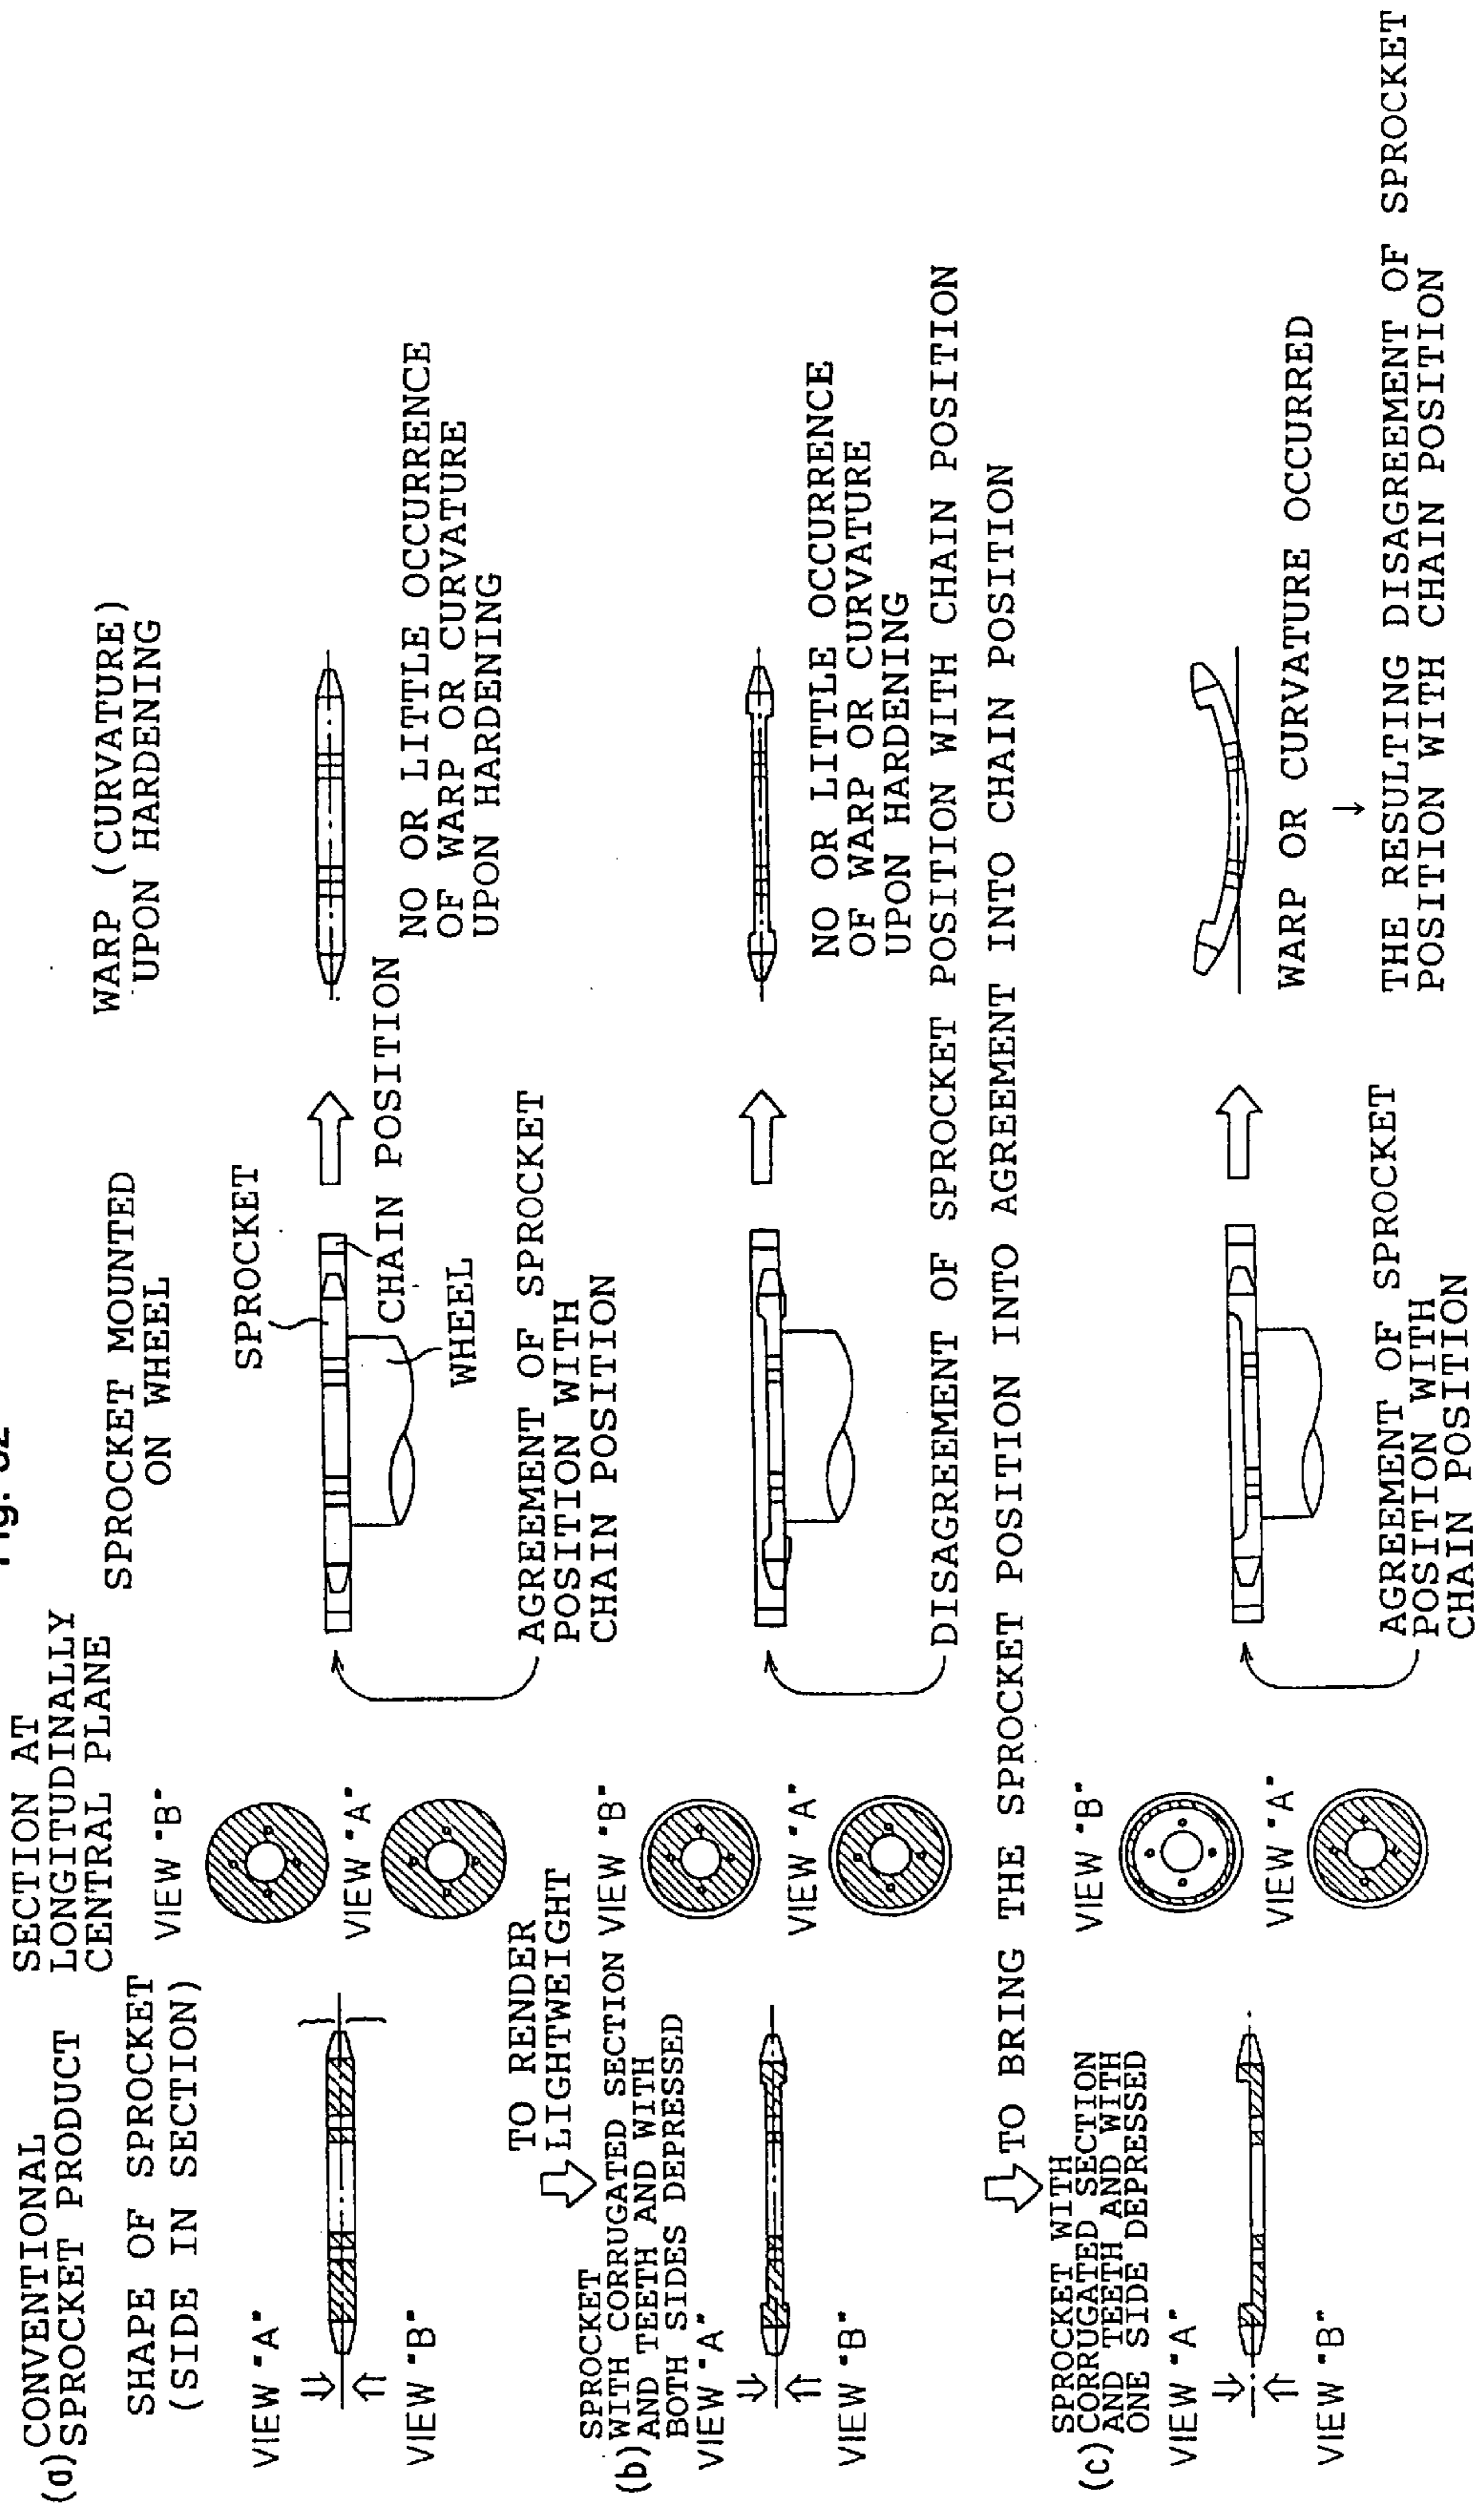 Fig. 32
(a) CONVENTIONAL
SPROCKET PRODUCT
SHAPE OF SPROCKET
(SIDE IN SECTION)
SECTION AT
LONGITUDINALLY
CENTRAL PLANE
SPROCKET MOUNTED
ON WHEEL
WARP (CURVATURE)
UPON HARDENING
VIEW "A"
VIEW "B"
VIEW "B"
VIEW "A"
SPROCKET
CHAIN POSITION
WHEEL
AGREEMENT OF SPROCKET
POSITION WITH
CHAIN POSITION
NO OR LITTLE OCCURRENCE
OF WARP OR CURVATURE
UPON HARDENING
TO RENDER
LIGHTWEIGHT
SPROCKET
(b) WITH CORRUGATED SECTION
AND TEETH AND WITH
BOTH SIDES DEPRESSED
VIEW "A"
VIEW "B"
VIEW "B"
VIEW "A"
NO OR LITTLE OCCURRENCE
OF WARP OR CURVATURE
UPON HARDENING
DISAGREEMENT OF SPROCKET POSITION WITH CHAIN POSITION
TO BRING THE SPROCKET POSITION INTO AGREEMENT INTO CHAIN POSITION
SPROCKET WITH
(c) CORRUGATED SECTION
AND TEETH AND WITH
ONE SIDE DEPRESSED
VIEW "A"
VIEW "B"
VIEW "B"
VIEW "A"
AGREEMENT OF SPROCKET
POSITION WITH
CHAIN POSITION
WARP OR CURVATURE OCCURRED
↓
THE RESULTING DISAGREEMENT OF SPROCKET
POSITION WITH CHAIN POSITION